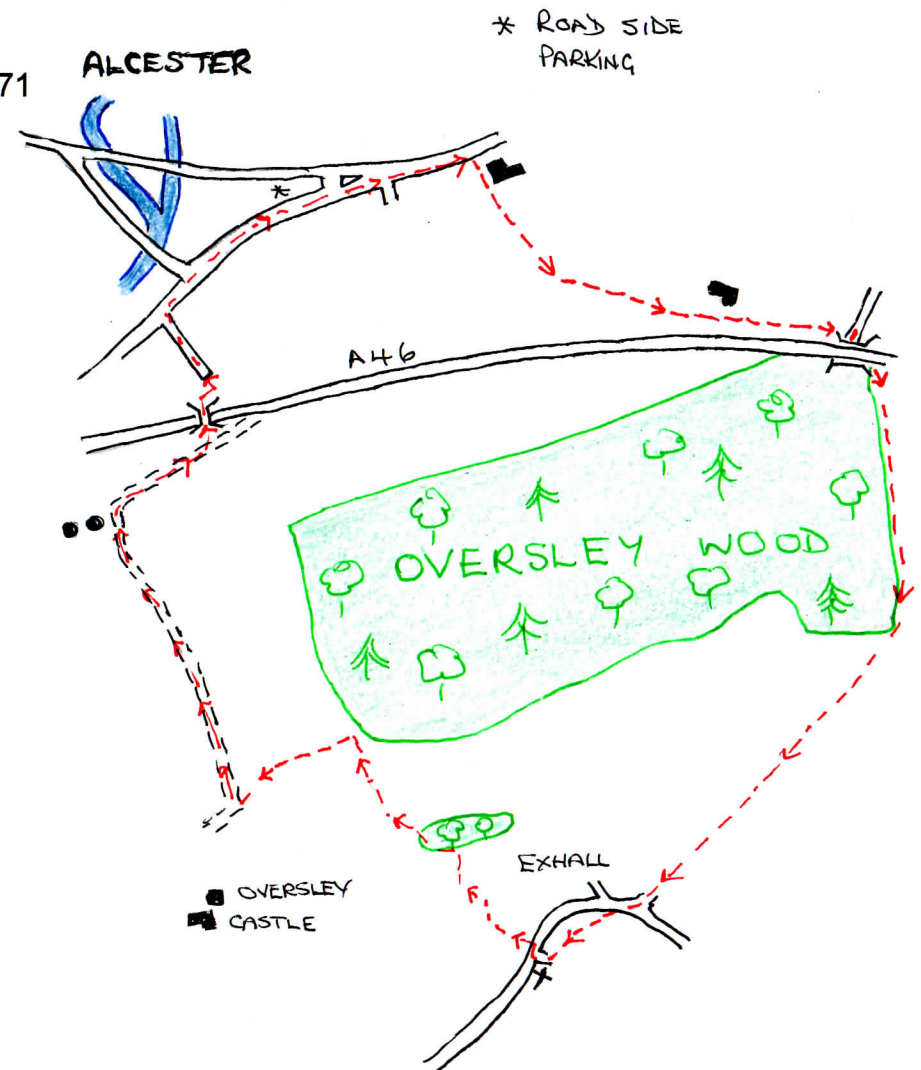 * ROAD SIDE
PARKING
71
ALCESTER
A46
OVERSLEY WOOD
EXHALL
OVERSLEY
CASTLE